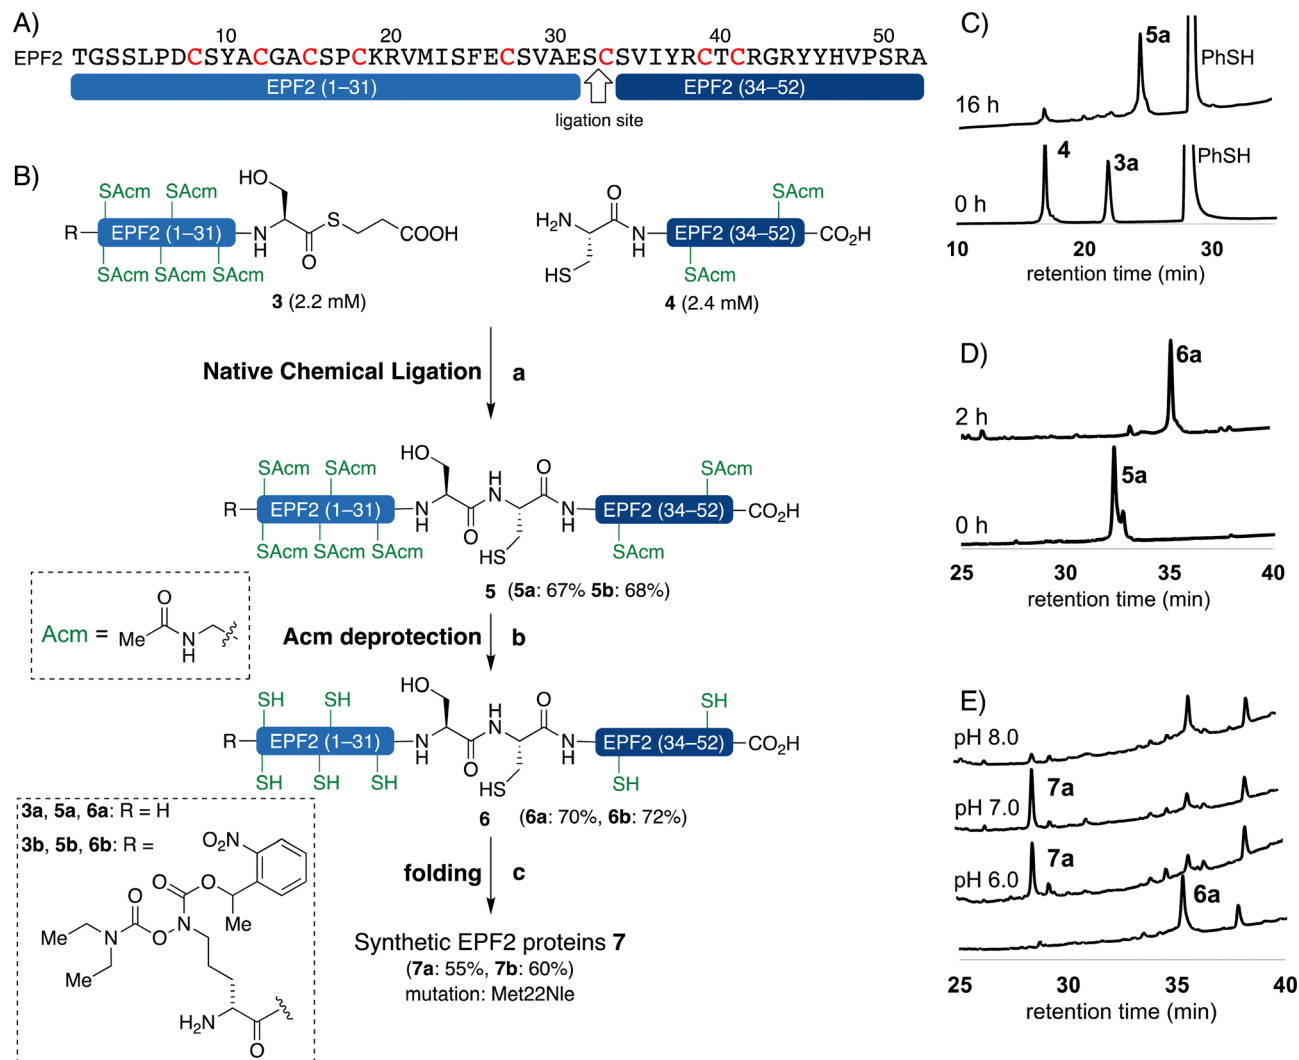 A)
10 20 30 40 50
EPF2 TGSSLPDCSYACGACSPCKRVMISFECSVAESCSVIYRCTCRGRYYHVPSRA
EPF2 (1–31) EPF2 (34–52)
ligation site
B)
HO
SAcm SAcm
R EPF2 (1–31) N H O S COOH
SAcm SAcm SAcm
3 (2.2 mM)
O SAcm
H2N N H EPF2 (34–52) CO2H
HS SAcm
4 (2.4 mM)
Native Chemical Ligation a
HO
SAcm SAcm H N O SAcm
R EPF2 (1–31) N H O N H EPF2 (34–52) CO2H
SAcm SAcm SAcm HS SAcm
5 (5a: 67% 5b: 68%)
Acm = Me O N H
Acm deprotection b
HO
SH SH H N O SH
R EPF2 (1–31) N H O N H EPF2 (34–52) CO2H
SH SH SH HS SH
6 (6a: 70%, 6b: 72%)
3a, 5a, 6a: R = H
3b, 5b, 6b: R =
O2N
O O
O Me
Me N O N
Me
H2N
O
folding c
Synthetic EPF2 proteins 7
(7a: 55%, 7b: 60%)
mutation: Met22Nle
C)
5a
PhSH
16 h
4 3a PhSH
0 h
10 20 30
retention time (min)
D)
6a
2 h
5a
0 h
25 30 35 40
retention time (min)
E)
pH 8.0
7a
pH 7.0
7a
pH 6.0
6a
25 30 35 40
retention time (min)